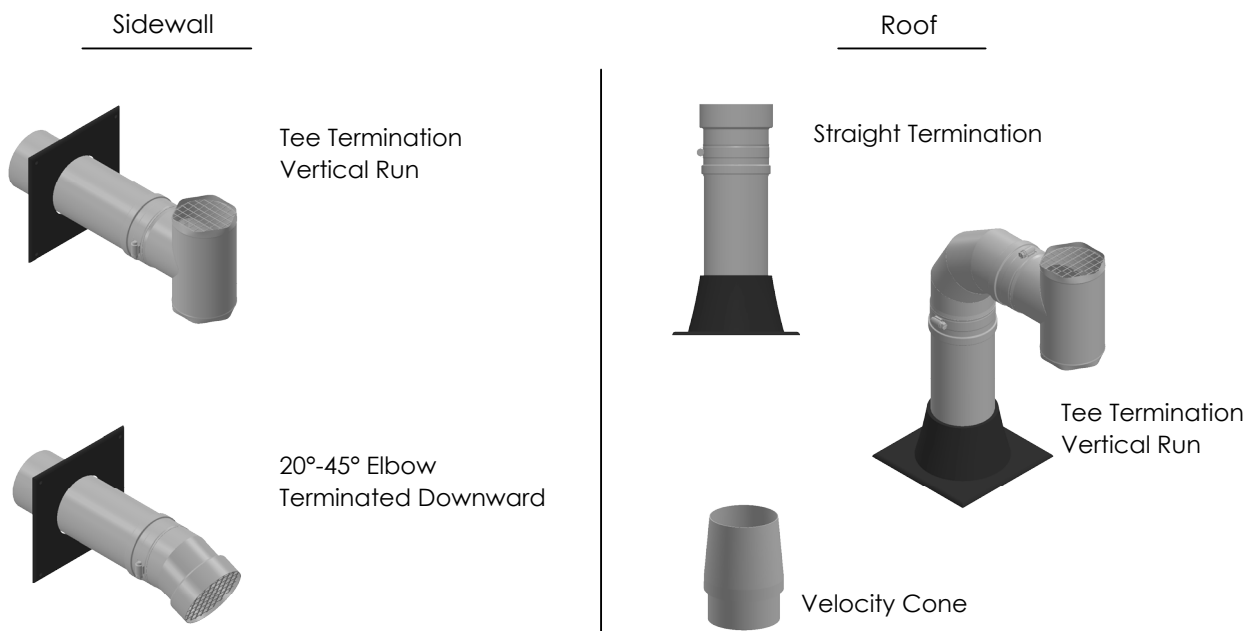 Sidewall
Tee Termination
Vertical Run
20°-45° Elbow
Terminated Downward
Roof
Straight Termination
Tee Termination
Vertical Run
Velocity Cone